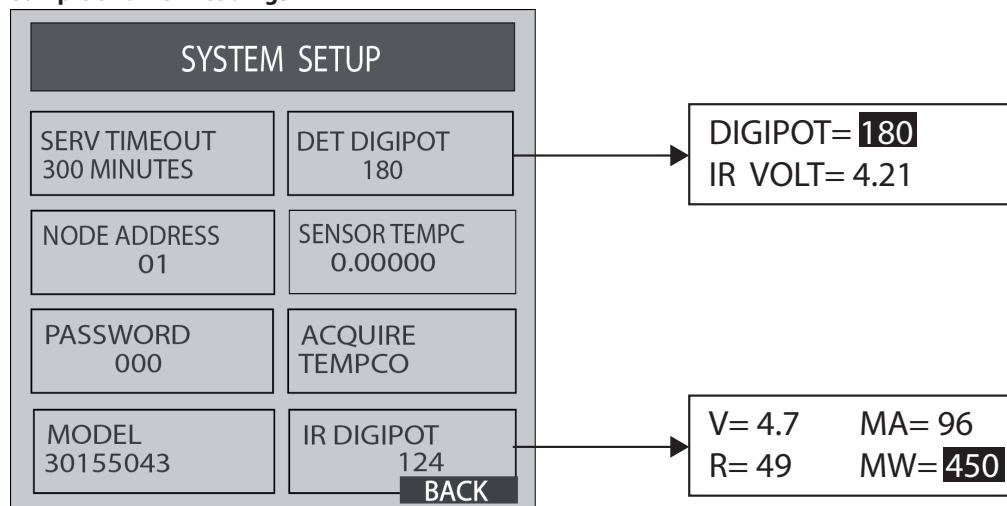 SYSTEM SETUP
SERV TIMEOUT
300 MINUTES
DET DIGIPOT
180
NODE ADDRESS
01
SENSOR TEMPC
0.00000
PASSWORD
000
ACQUIRE
TEMPCO
MODEL
30155043
IR DIGIPOT
124
BACK
DIGIPOT= 180
IR VOLT= 4.21
V= 4.7 MA= 96
R= 49 MW= 450